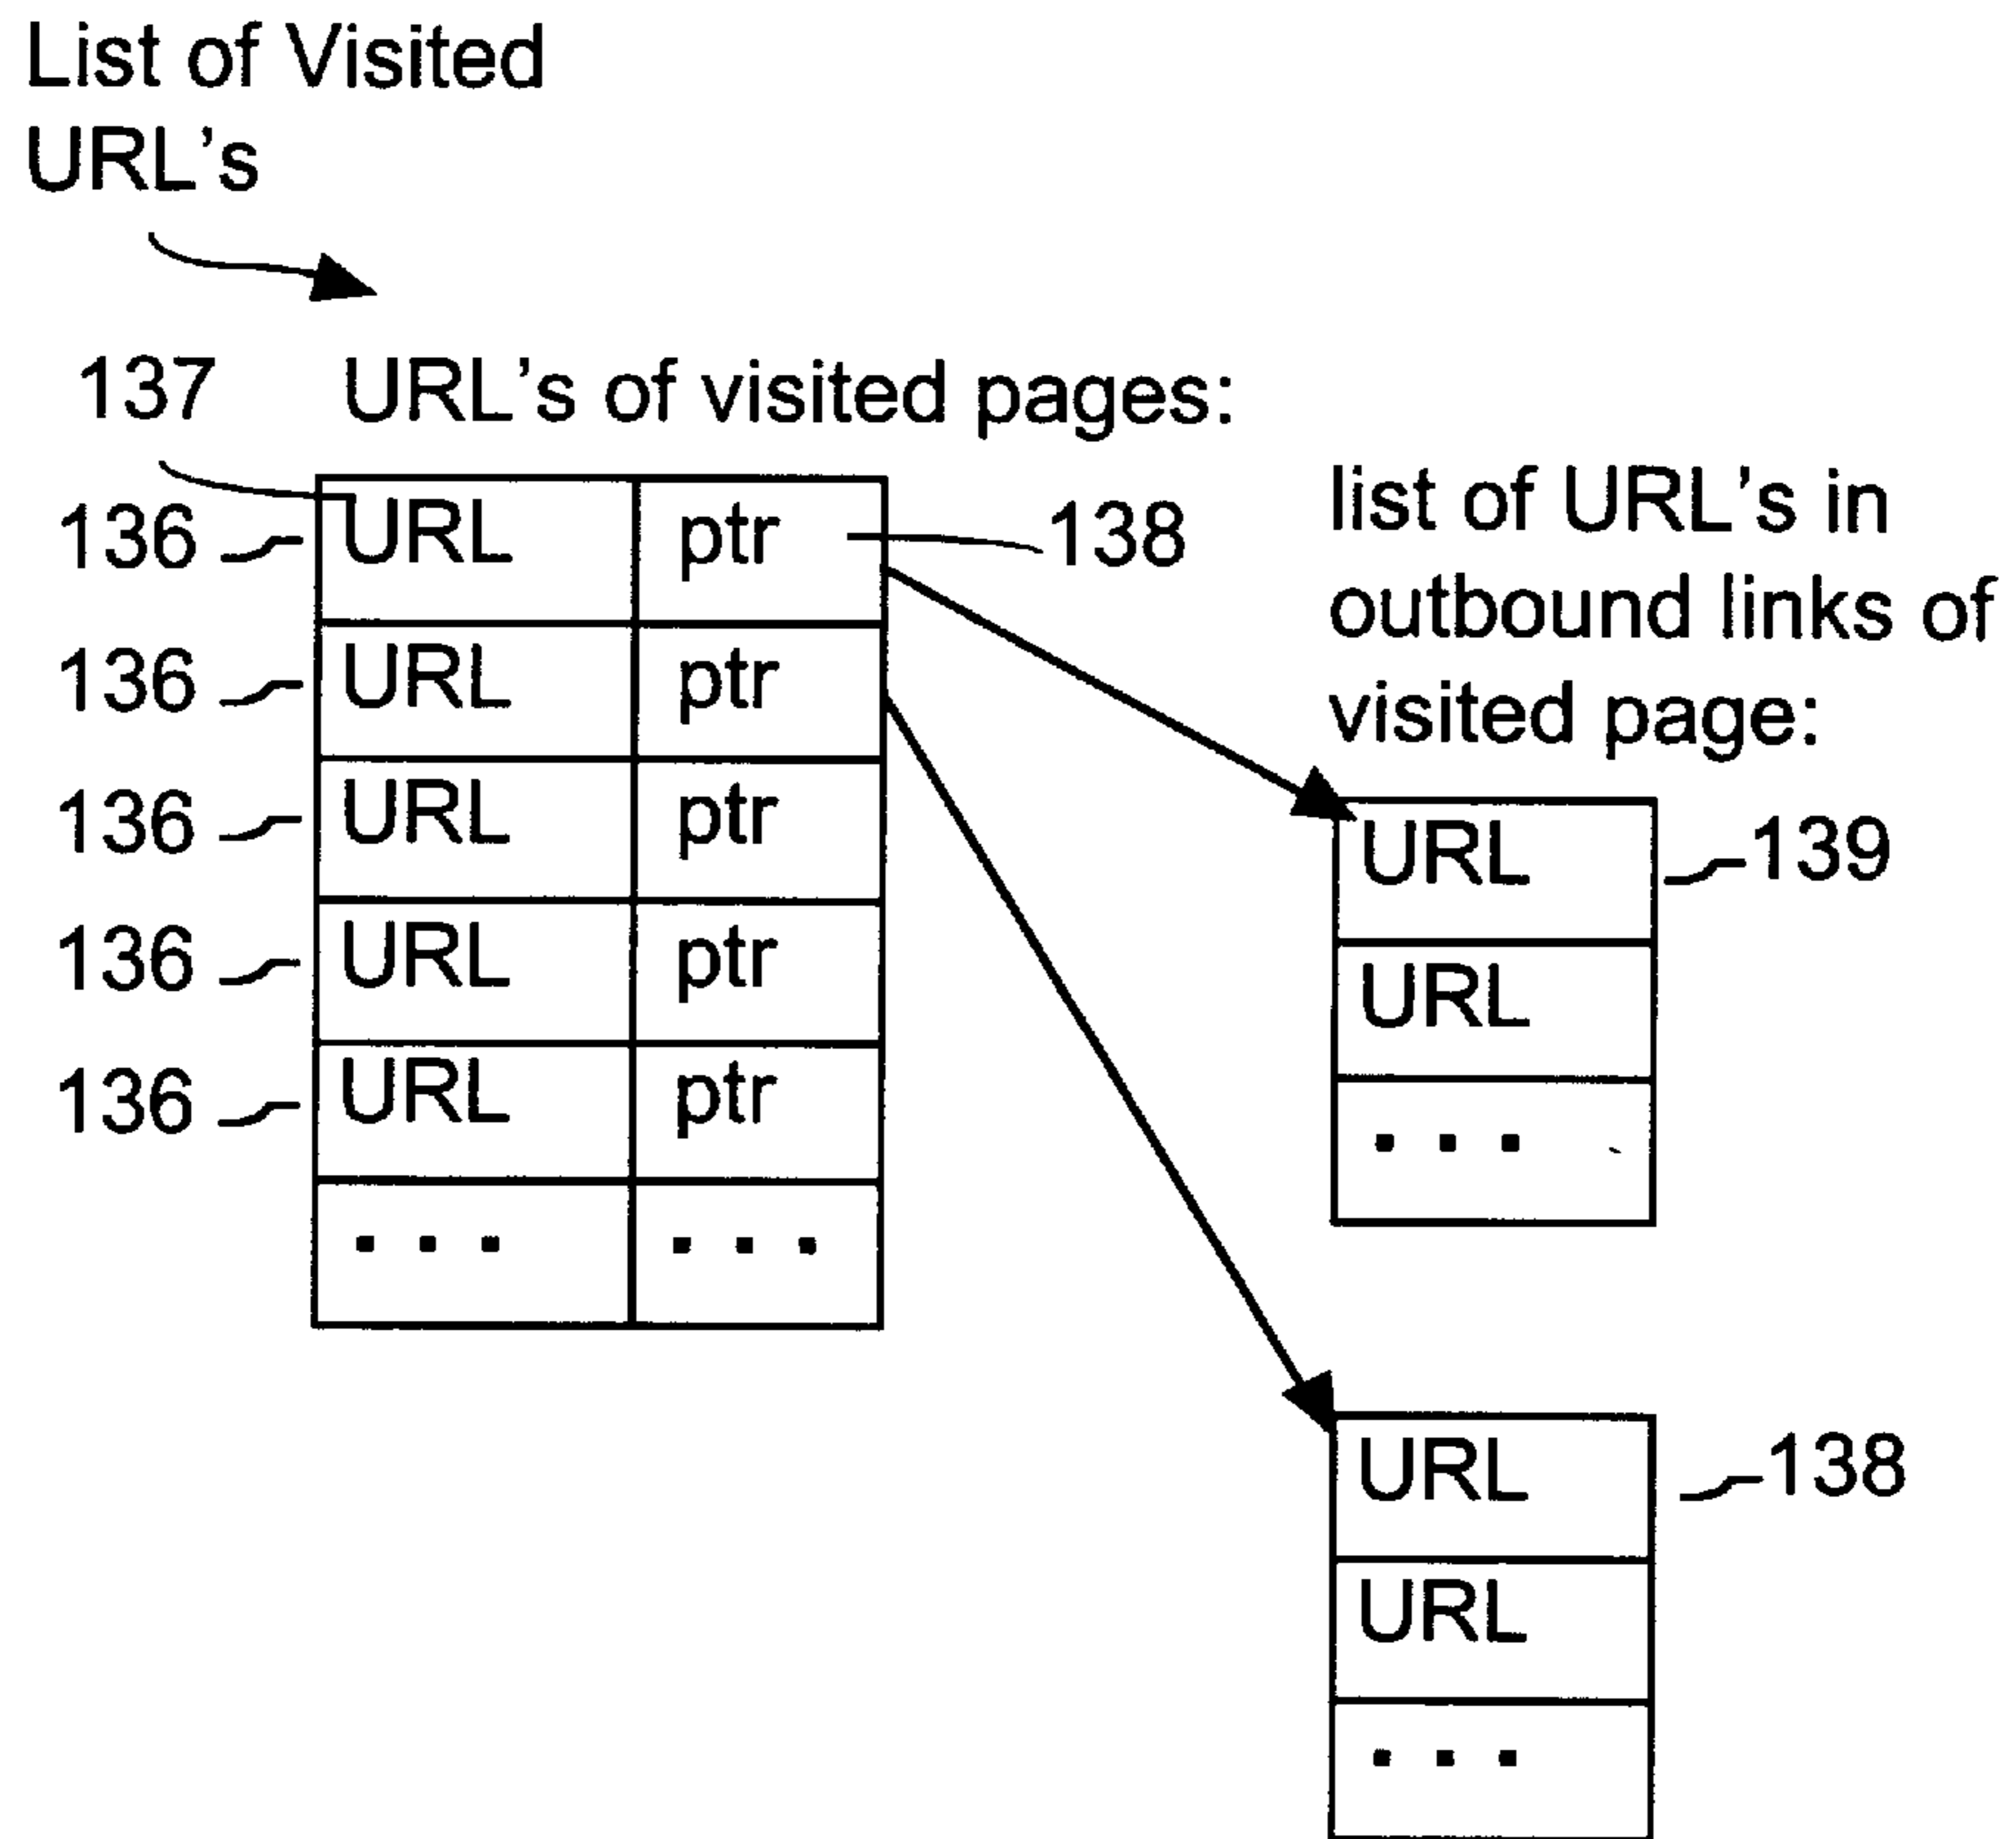 List of Visited
URL's
137 URL's of visited pages:
list of URL's in
outbound links of
visited page:
136 URL ptr 138
136 URL ptr
136 URL ptr
136 URL ptr
136 URL ptr
. . . . . .
URL 139
URL
. . .
URL 138
URL
. . .